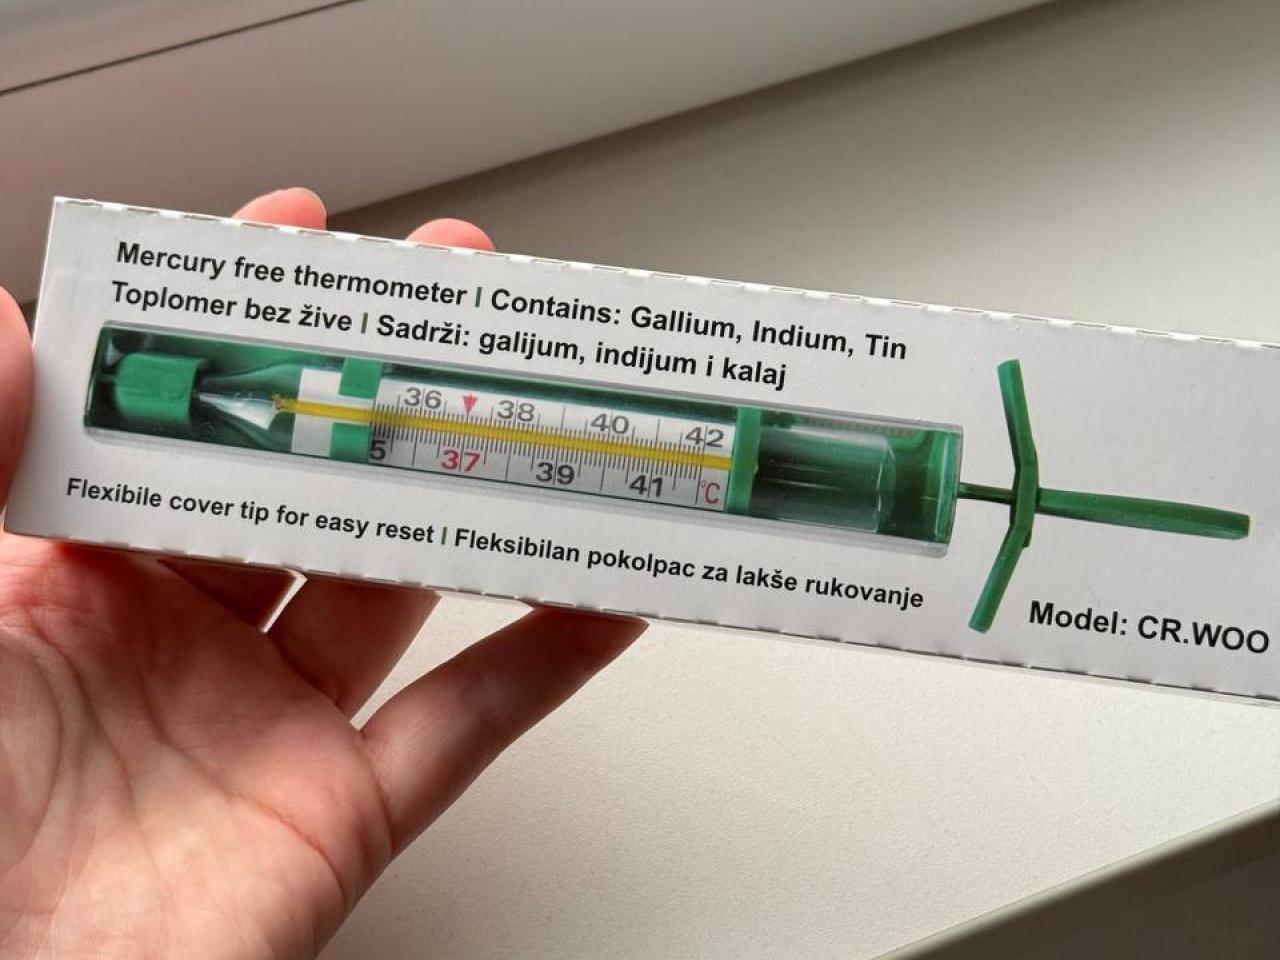 Mercury free thermometer | Contains: Gallium, Indium, Tin
Toplomer bez žive | Sadrži: galijum, indijum i kalaj
36 38 40 42
5 37 39 41 °C
Flexibile cover tip for easy reset | Fleksibilan pokolpac za lakše rukovanje
Model: CR.WOO